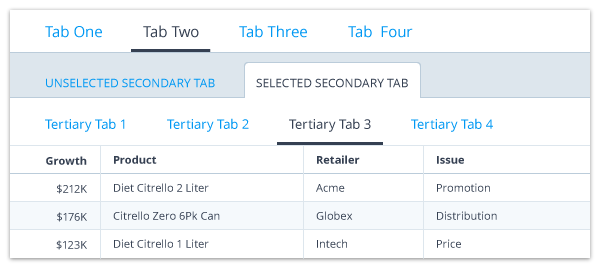 Tab One Tab Two Tab Three Tab Four
UNSELECTED SECONDARY TAB SELECTED SECONDARY TAB
Tertiary Tab 1 Tertiary Tab 2 Tertiary Tab 3 Tertiary Tab 4
Growth Product Retailer Issue
$212K Diet Citrello 2 Liter Acme Promotion
$176K Citrello Zero 6Pk Can Globex Distribution
$123K Diet Citrello 1 Liter Intech Price